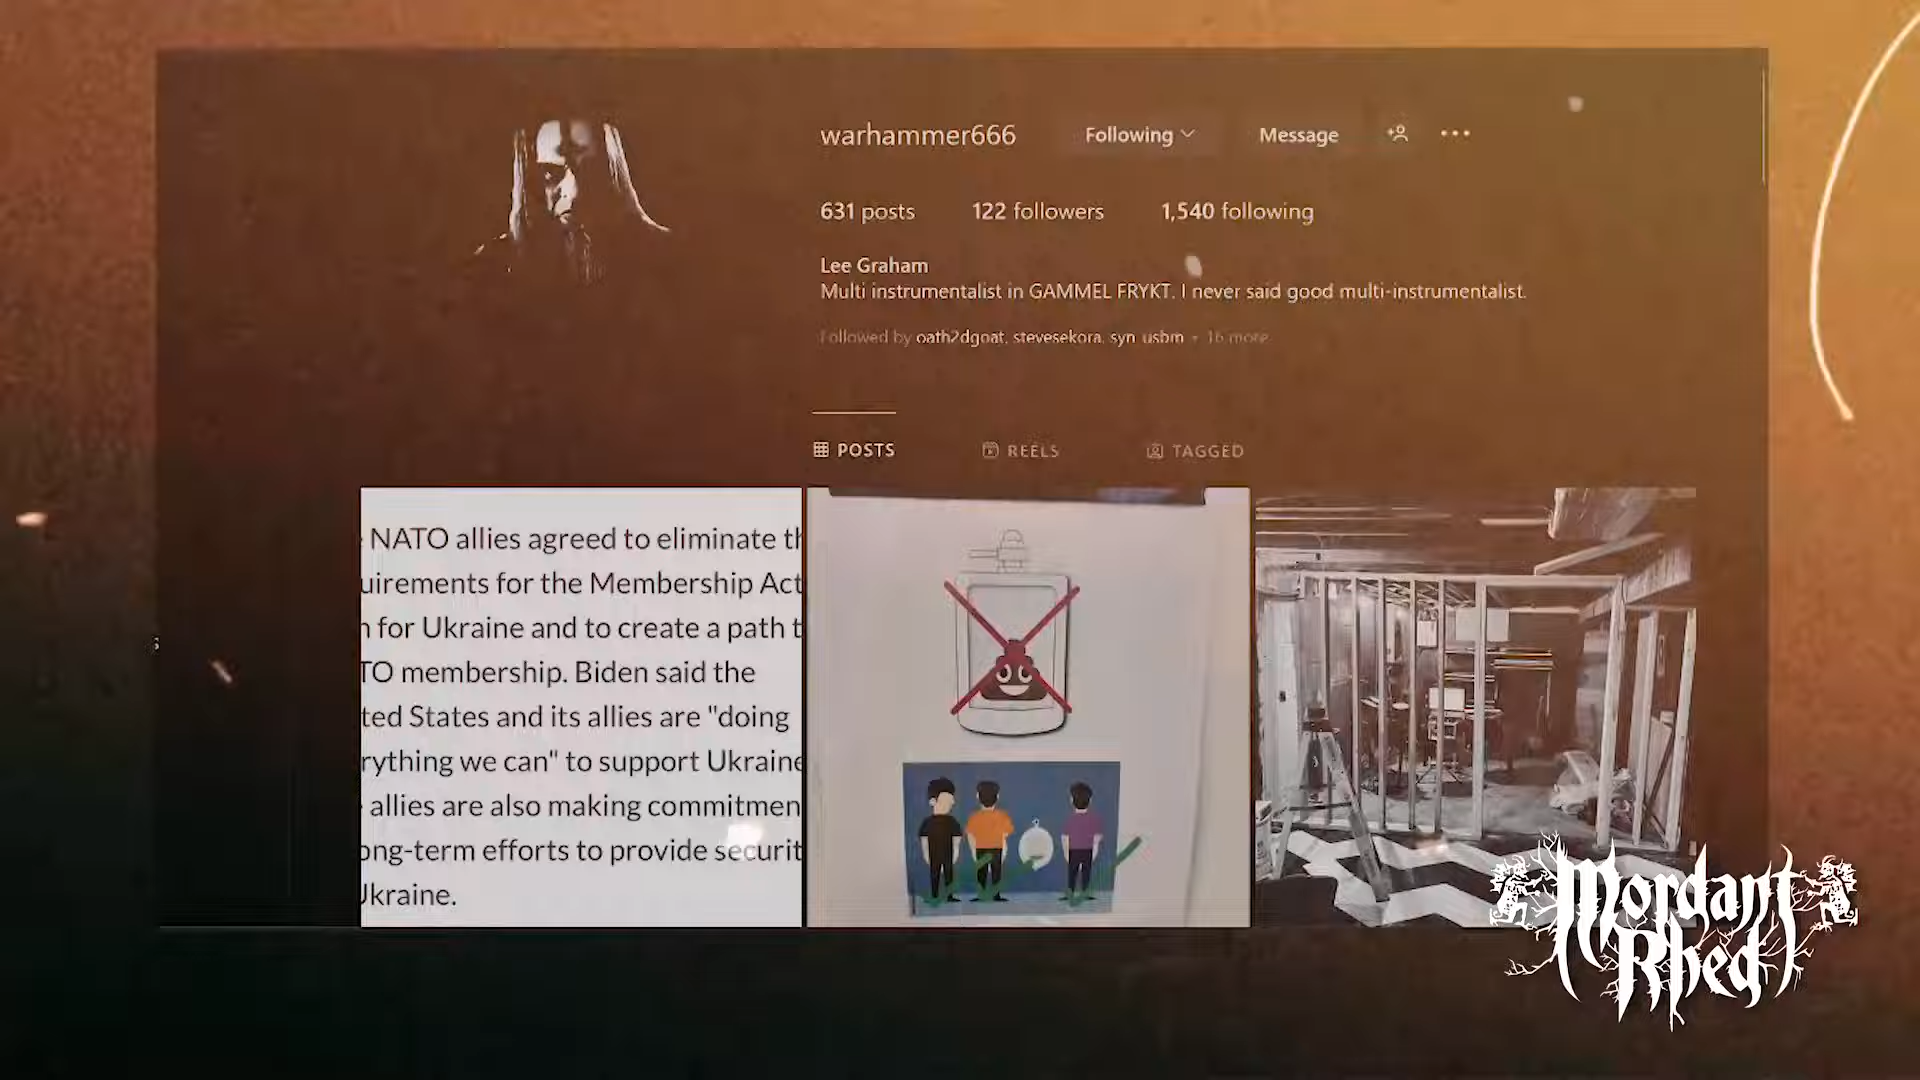 warhammer666 Following Message
631 posts 122 followers 1,540 following
Lee Graham
Multi instrumentalist in GAMMEL FRYKT. I never said good multi-instrumentalist.
Followed by oath2dgoat, stevesekora, syn_usbm • 16 more
POSTS REELS TAGGED
NATO allies agreed to eliminate th
uirements for the Membership Act
n for Ukraine and to create a path t
TO membership. Biden said the
ted States and its allies are "doing
rything we can" to support Ukraine
allies are also making commitmen
ong-term efforts to provide securit
Ukraine.
Mordant
Rhed